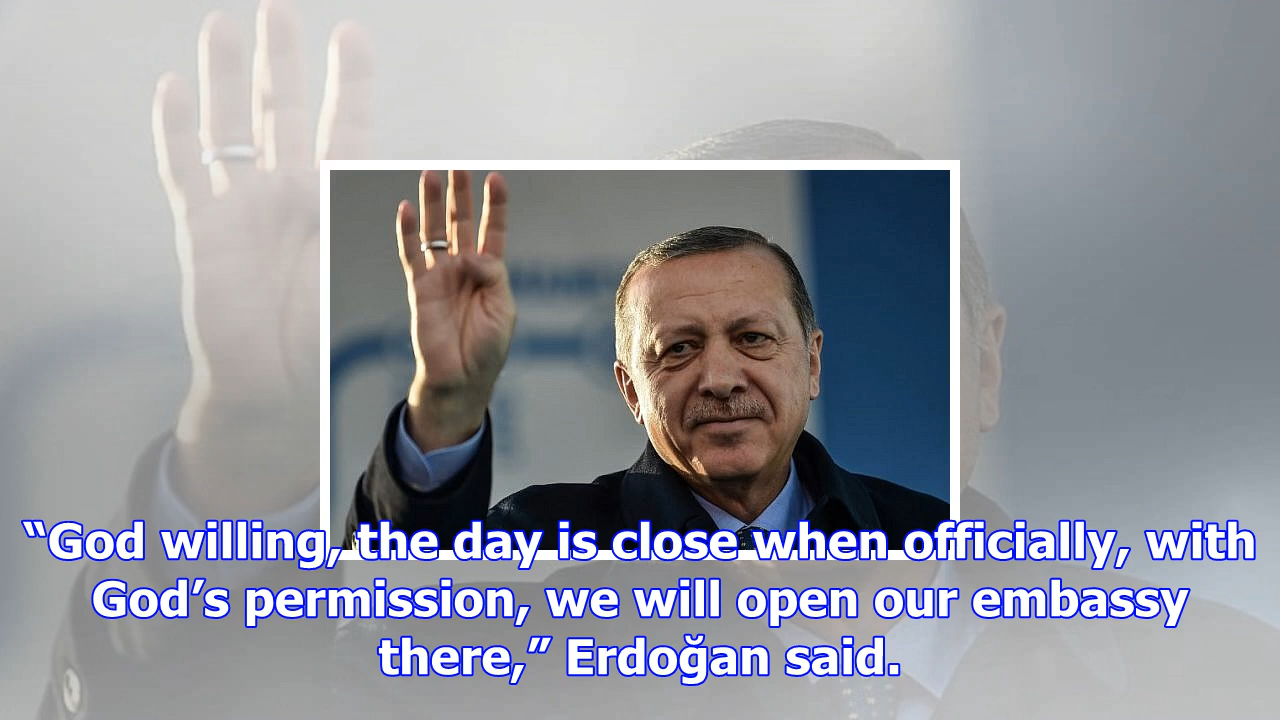 “God willing, the day is close when officially, with
God’s permission, we will open our embassy
there,” Erdoğan said.